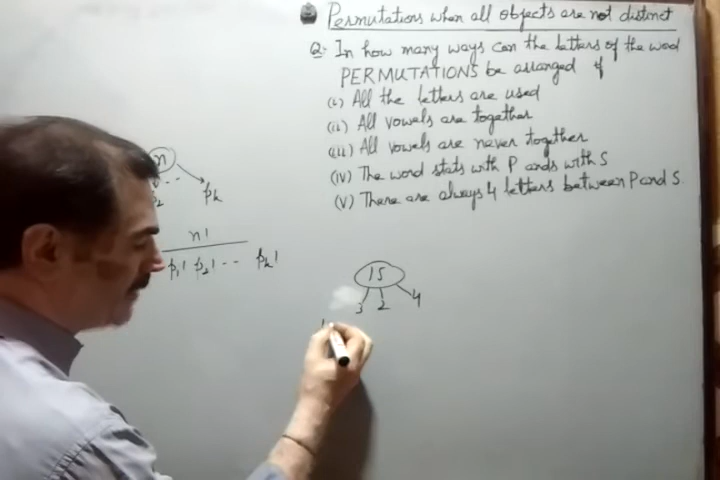 Permutations when all objects are not distinct
Q: In how many ways can the letters of the word
PERMUTATIONS be arranged if
(i) All the letters are used
(ii) All vowels are together
(iii) All vowels are never together
(iv) The word stats with P ands with S
(v) There are always 4 letters between P and S
n
... pk
n!
p1! p2! -- pk!
15
3 2 4